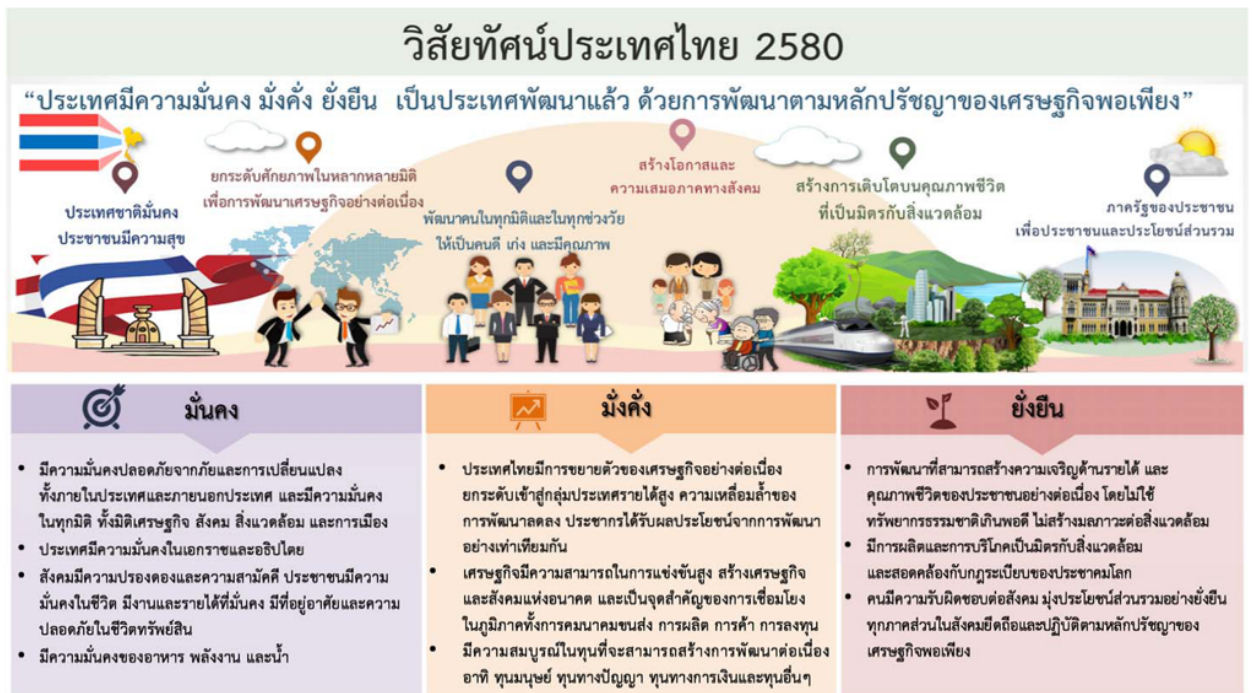 วิสัยทัศน์ประเทศไทย 2580
“ประเทศมีความมั่นคง มั่งคั่ง ยั่งยืน เป็นประเทศพัฒนาแล้ว ด้วยการพัฒนาตามหลักปรัชญาของเศรษฐกิจพอเพียง”
ประเทศชาติมั่นคง
ประชาชนมีความสุข
ยกระดับศักยภาพในหลากหลายมิติ
เพื่อการพัฒนาเศรษฐกิจอย่างต่อเนื่อง
พัฒนาคนในทุกมิติและในทุกช่วงวัย
ให้เป็นคนดี เก่ง และมีคุณภาพ
สร้างโอกาสและ
ความเสมอภาคทางสังคม
สร้างการเติบโตบนคุณภาพชีวิต
ที่เป็นมิตรกับสิ่งแวดล้อม
ภาครัฐของประชาชน
เพื่อประชาชนและประโยชน์ส่วนรวม
มั่นคง
• มีความมั่นคงปลอดภัยจากภัยและการเปลี่ยนแปลง
ทั้งภายในประเทศและภายนอกประเทศ และมีความมั่นคง
ในทุกมิติ ทั้งมิติเศรษฐกิจ สังคม สิ่งแวดล้อม และการเมือง
• ประเทศมีความมั่นคงในเอกราชและอธิปไตย
• สังคมมีความปรองดองและความสามัคคี ประชาชนมีความ
มั่นคงในชีวิต มีงานและรายได้ที่มั่นคง มีที่อยู่อาศัยและความ
ปลอดภัยในชีวิตทรัพย์สิน
• มีความมั่นคงของอาหาร พลังงาน และน้ำ
มั่งคั่ง
• ประเทศไทยมีการขยายตัวของเศรษฐกิจอย่างต่อเนื่อง
ยกระดับเข้าสู่กลุ่มประเทศรายได้สูง ความเหลื่อมล้ำของ
การพัฒนาลดลง ประชากรได้รับผลประโยชน์จากการพัฒนา
อย่างเท่าเทียมกัน
• เศรษฐกิจมีความสามารถในการแข่งขันสูง สร้างเศรษฐกิจ
และสังคมแห่งอนาคต และเป็นจุดสำคัญของการเชื่อมโยง
ในภูมิภาคทั้งการคมนาคมขนส่ง การผลิต การค้า การลงทุน
• มีความสมบูรณ์ในทุนที่จะสามารถสร้างการพัฒนาต่อเนื่อง
อาทิ ทุนมนุษย์ ทุนทางปัญญา ทุนทางการเงินและทุนอื่นๆ
ยั่งยืน
• การพัฒนาที่สามารถสร้างความเจริญด้านรายได้ และ
คุณภาพชีวิตของประชาชนอย่างต่อเนื่อง โดยไม่ใช้
ทรัพยากรธรรมชาติเกินพอดี ไม่สร้างมลภาวะต่อสิ่งแวดล้อม
• มีการผลิตและการบริโภคเป็นมิตรกับสิ่งแวดล้อม
และสอดคล้องกับกฎระเบียบของประชาคมโลก
• คนมีความรับผิดชอบต่อสังคม มุ่งประโยชน์ส่วนรวมอย่างยั่งยืน
ทุกภาคส่วนในสังคมยึดถือและปฏิบัติตามหลักปรัชญาของ
เศรษฐกิจพอเพียง